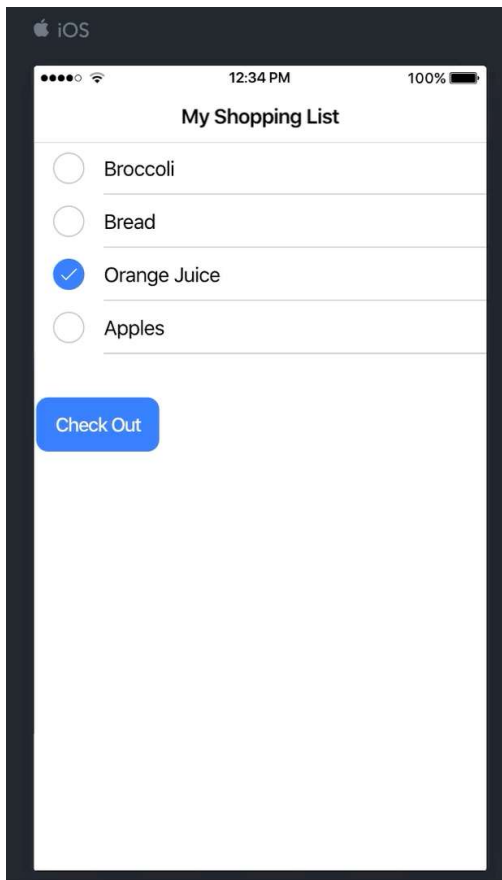 iOS
12:34 PM 100%
My Shopping List
Broccoli
Bread
Orange Juice
Apples
Check Out